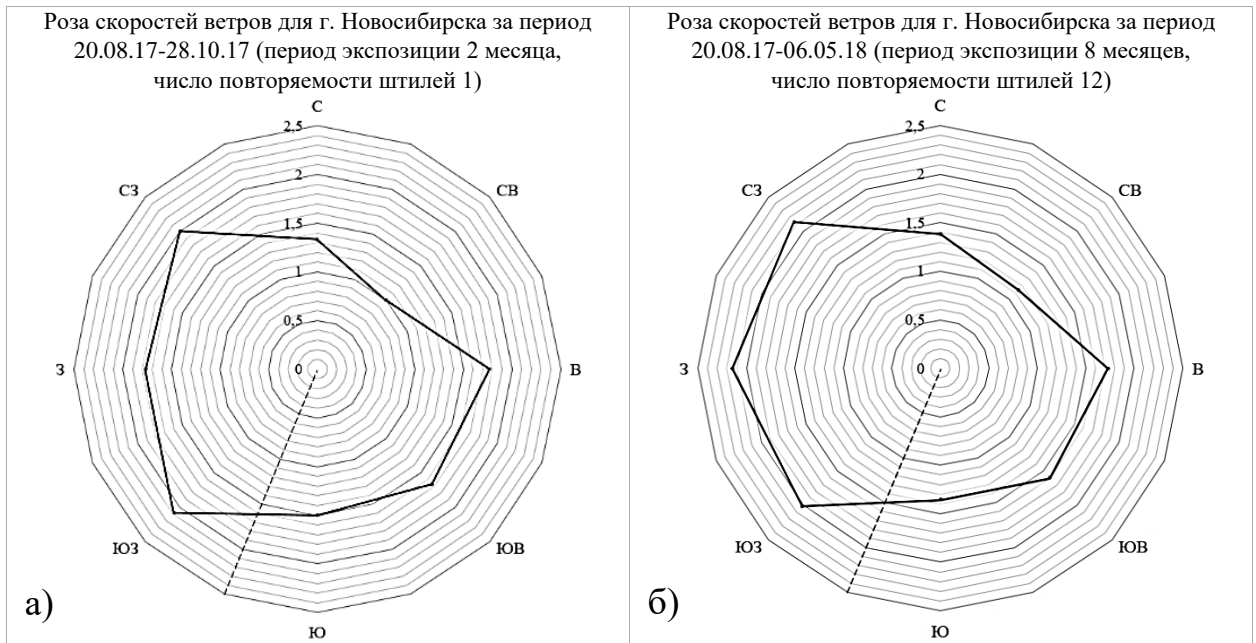 Роза скоростей ветров для г. Новосибирска за период
20.08.17-28.10.17 (период экспозиции 2 месяца,
число повторяемости штилей 1)
С
2,5
СЗ
СВ
2
1,5
1
0,5
З
0
В
ЮЗ
ЮВ
Ю
а)
Роза скоростей ветров для г. Новосибирска за период
20.08.17-06.05.18 (период экспозиции 8 месяцев,
число повторяемости штилей 12)
С
2,5
СЗ
СВ
2
1,5
1
0,5
З
0
В
ЮЗ
ЮВ
Ю
б)